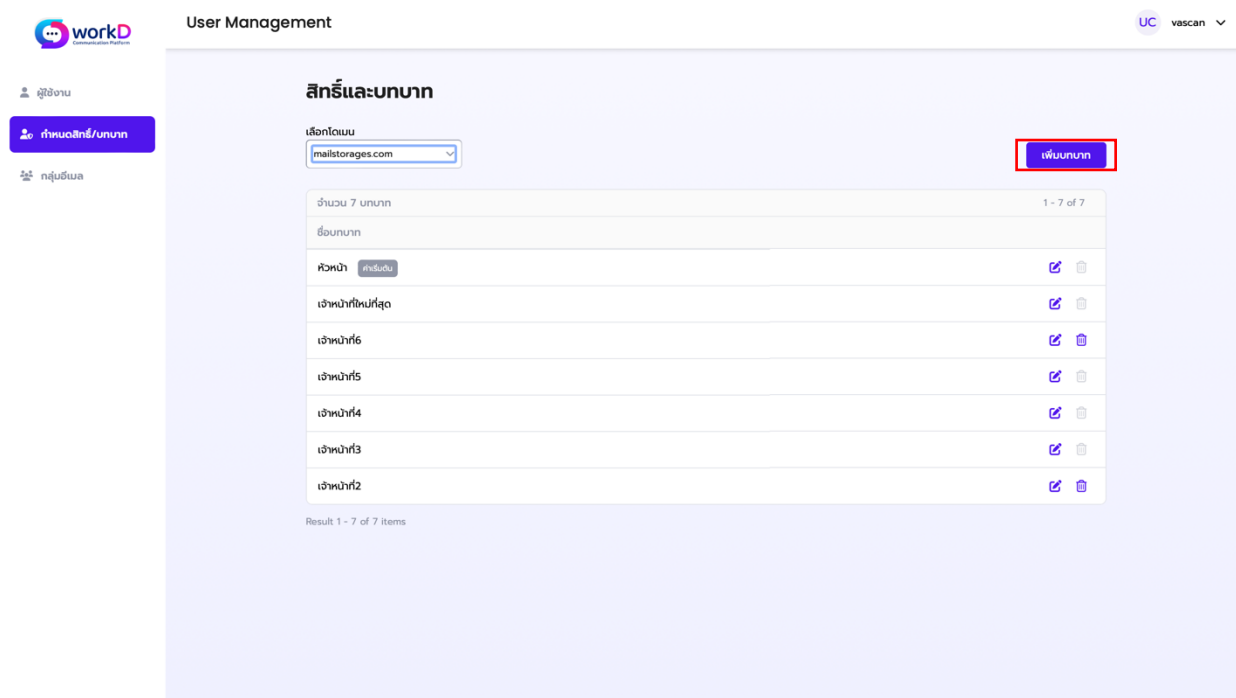 workD
Communication Platform
User Management
UC vascan
ผู้ใช้งาน
กำหนดสิทธิ์/บทบาท
กลุ่มอีเมล
สิทธิ์และบทบาท
เลือกโดเมน
mailstorages.com
เพิ่มบทบาท
จำนวน 7 บทบาท 1 - 7 of 7
ชื่อบทบาท
หัวหน้า ค่าเริ่มต้น
เจ้าหน้าที่ใหม่ที่สุด
เจ้าหน้าที่6
เจ้าหน้าที่5
เจ้าหน้าที่4
เจ้าหน้าที่3
เจ้าหน้าที่2
Result 1 - 7 of 7 items